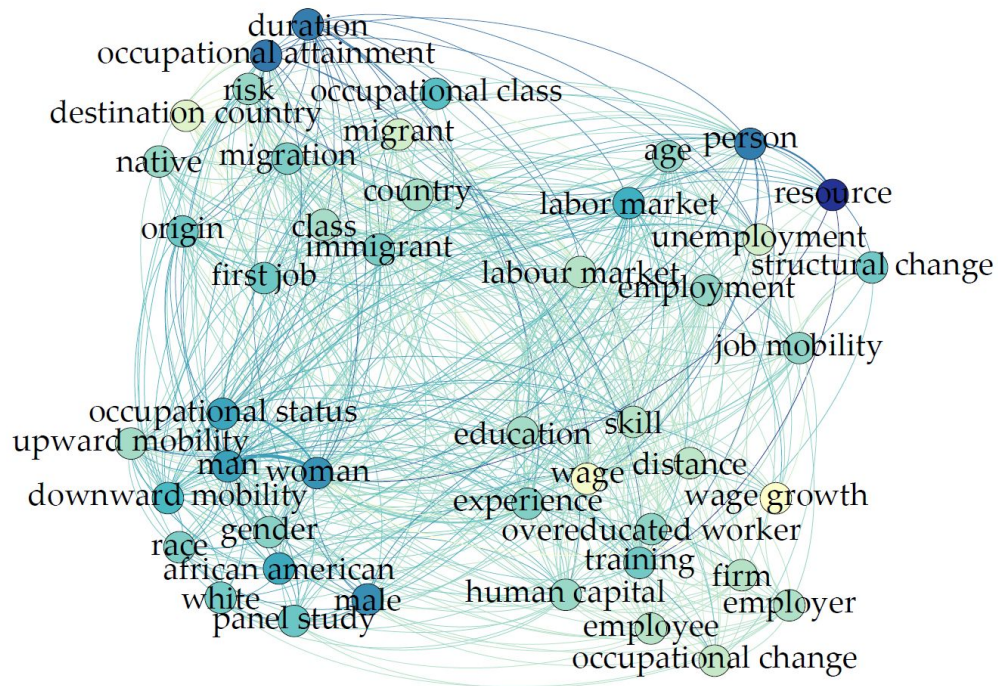 duration
occupational attainment
risk
occupational class
destination country
migrant
native
migration
country
origin
class
immigrant
first job
age
person
labor market
resource
unemployment
labour market
structural change
employment
job mobility
occupational status
upward mobility
man
woman
downward mobility
gender
race
african american
white
male
panel study
education
skill
wage
distance
experience
wage growth
overeducated worker
training
firm
human capital
employer
employee
occupational change